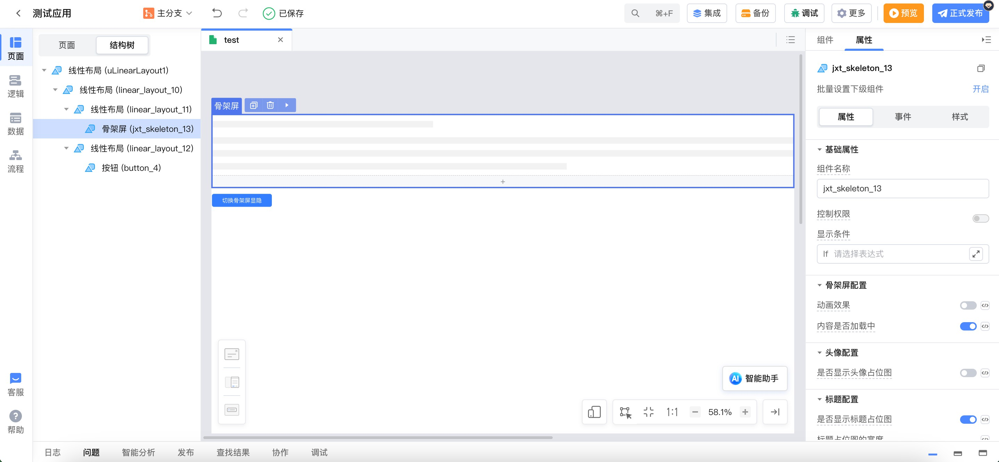 测试应用
主分支
已保存
⌘+F
集成
备份
调试
更多
预览
正式发布
页面
逻辑
数据
流程
客服
帮助
页面
结构树
线性布局 (uLinearLayout1)
线性布局 (linear_layout_10)
线性布局 (linear_layout_11)
骨架屏 (jxt_skeleton_13)
线性布局 (linear_layout_12)
按钮 (button_4)
test
骨架屏
切换骨架屏显隐
AI 智能助手
1:1
58.1%
组件
属性
jxt_skeleton_13
批量设置下级组件
开启
属性
事件
样式
基础属性
组件名称
jxt_skeleton_13
控制权限
显示条件
If 请选择表达式
骨架屏配置
动画效果
内容是否加载中
头像配置
是否显示头像占位图
标题配置
是否显示标题占位图
标题占位图的宽度
日志
问题
智能分析
发布
查找结果
协作
调试